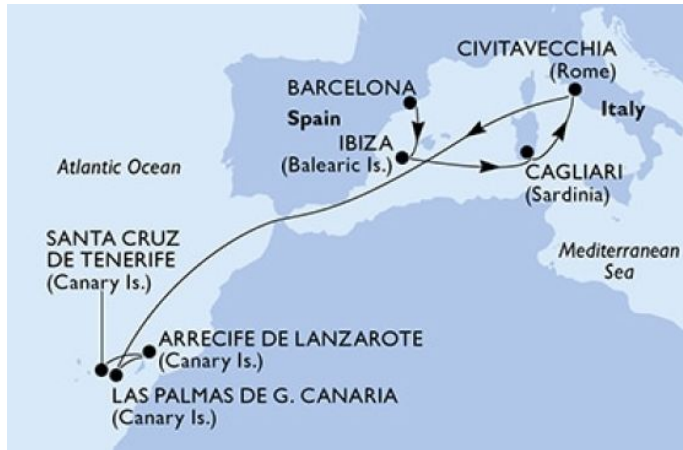 CIVITAVECCHIA
(Rome)
BARCELONA
Spain
Italy
IBIZA
(Balearic Is.)
CAGLIARI
(Sardinia)
Atlantic Ocean
SANTA CRUZ
DE TENERIFE
(Canary Is.)
Mediterranean
Sea
ARRECIFE DE LANZAROTE
(Canary Is.)
LAS PALMAS DE G. CANARIA
(Canary Is.)